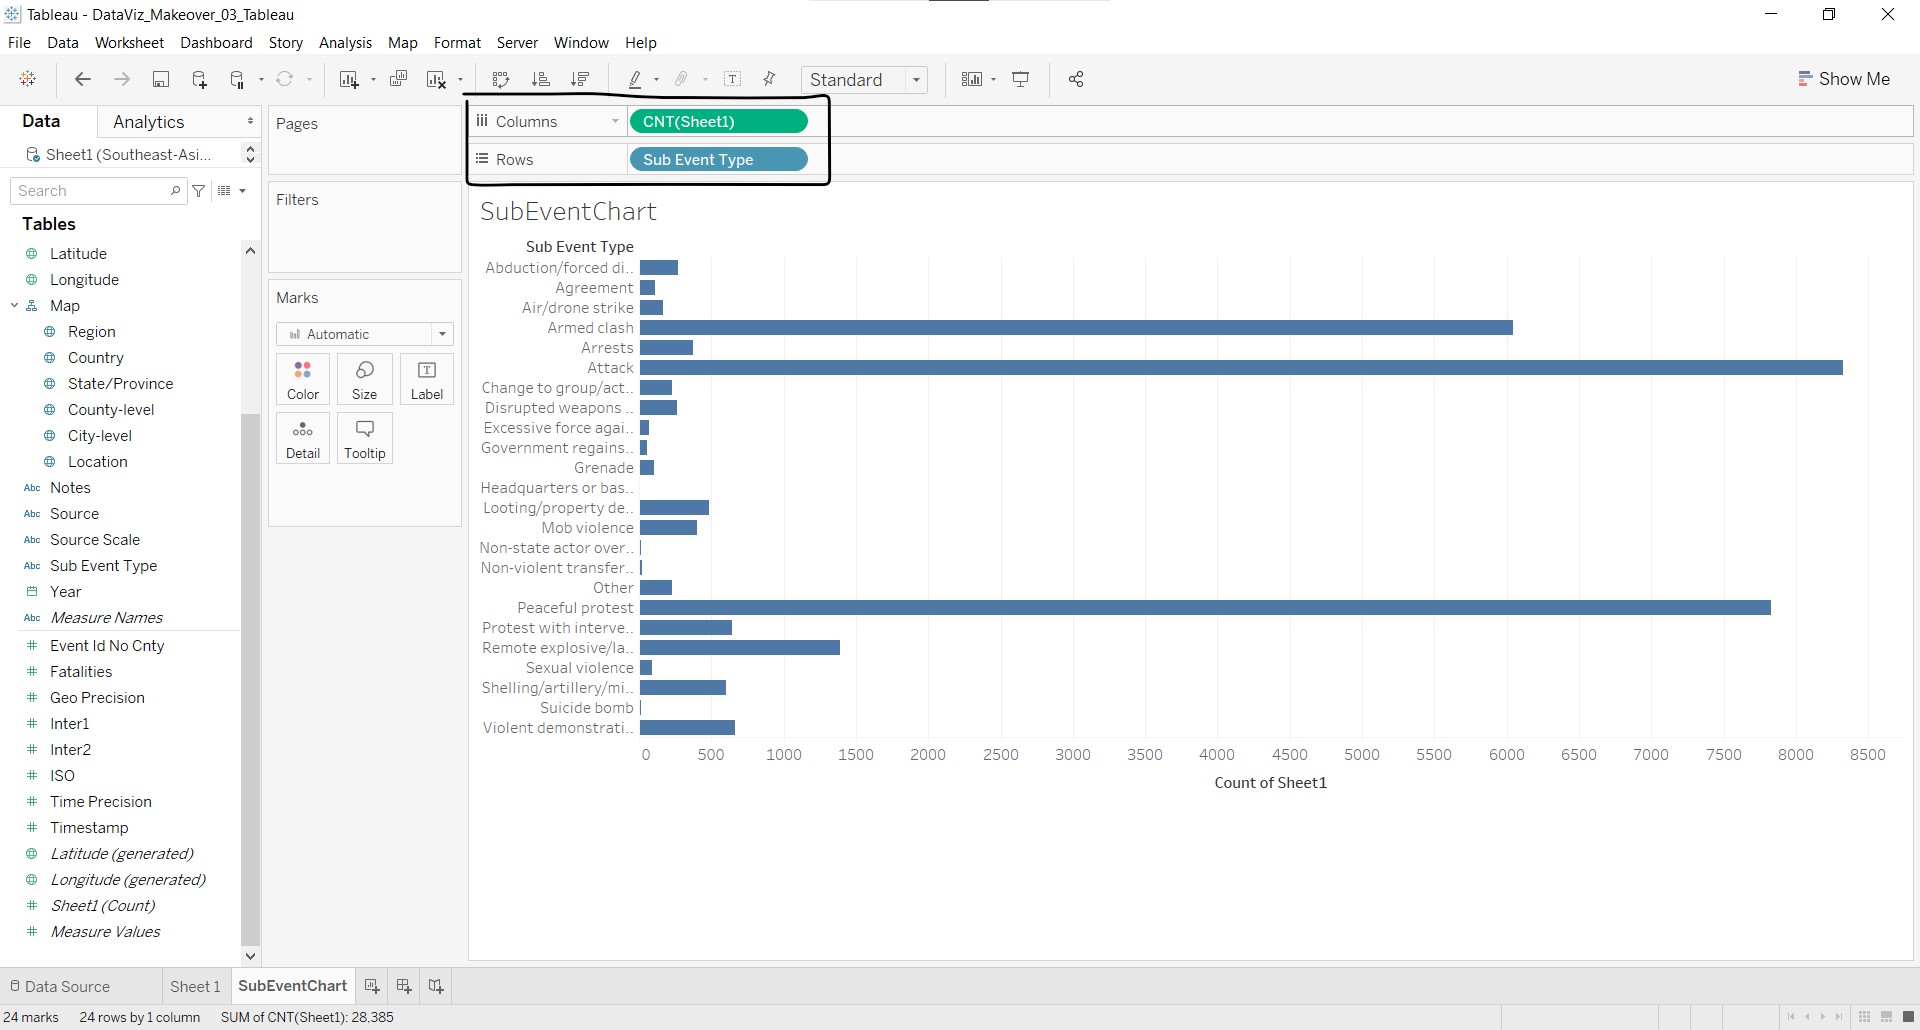 Tableau - DataViz_Makeover_03_Tableau
File Data Worksheet Dashboard Story Analysis Map Format Server Window Help
Standard
Show Me
Data
Analytics
Sheet1 (Southeast-Asi...
Search
Tables
Latitude
Longitude
Map
Region
Country
State/Province
County-level
City-level
Location
Abc Notes
Abc Source
Abc Source Scale
Abc Sub Event Type
Year
Abc Measure Names
# Event Id No Cnty
# Fatalities
# Geo Precision
# Inter1
# Inter2
# ISO
# Time Precision
# Timestamp
Latitude (generated)
Longitude (generated)
# Sheet1 (Count)
# Measure Values
Pages
Filters
Marks
Automatic
Color
Size
T
Label
Detail
Tooltip
Columns
CNT(Sheet1)
Rows
Sub Event Type
SubEventChart
Sub Event Type
Abduction/forced di..
Agreement
Air/drone strike
Armed clash
Arrests
Attack
Change to group/act..
Disrupted weapons ..
Excessive force agai..
Government regains..
Grenade
Headquarters or bas..
Looting/property de..
Mob violence
Non-state actor over..
Non-violent transfer..
Other
Peaceful protest
Protest with interve..
Remote explosive/la..
Sexual violence
Shelling/artillery/mi..
Suicide bomb
Violent demonstrati..
0 500 1000 1500 2000 2500 3000 3500 4000 4500 5000 5500 6000 6500 7000 7500 8000 8500
Count of Sheet1
Data Source
Sheet 1
SubEventChart
24 marks 24 rows by 1 column SUM of CNT(Sheet1): 28,385